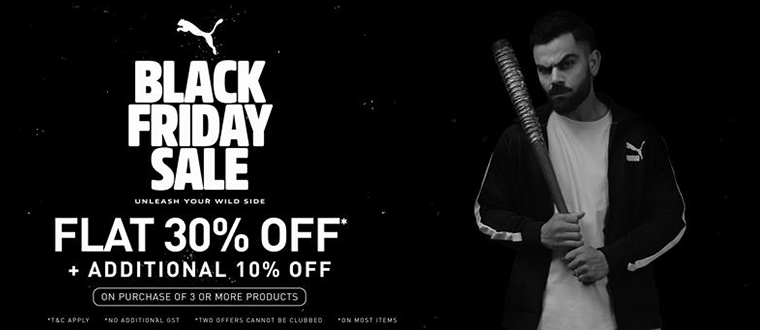 BLACK
FRIDAY
SALE
UNLEASH YOUR WILD SIDE
FLAT 30% OFF*
+ ADDITIONAL 10% OFF
ON PURCHASE OF 3 OR MORE PRODUCTS
*T&C APPLY *NO ADDITIONAL GST *TWO OFFERS CANNOT BE CLUBBED *ON MOST ITEMS
PUMA